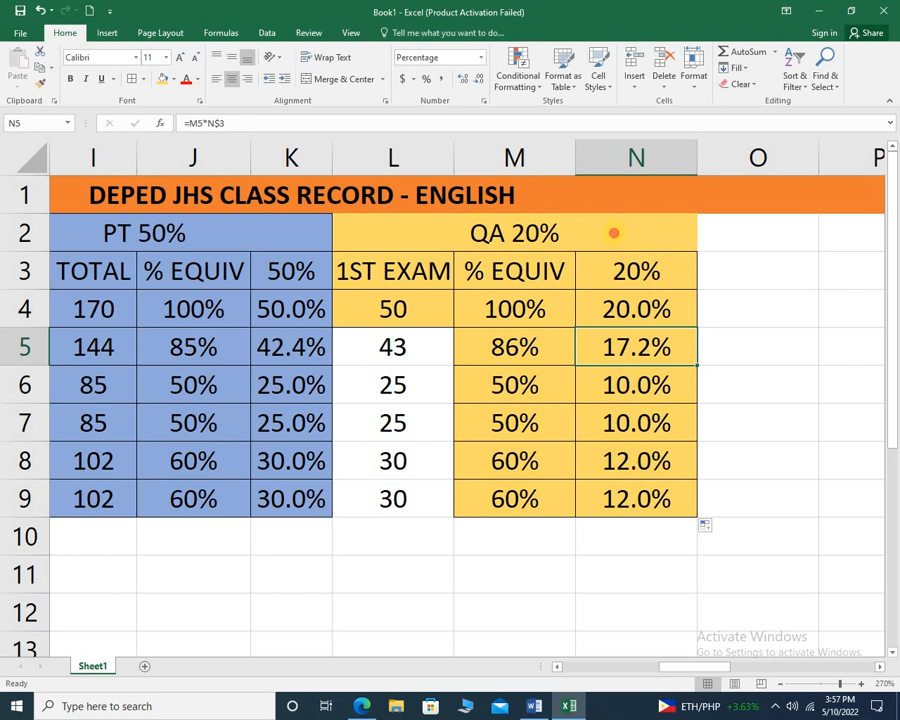 Book1 - Excel (Product Activation Failed)
File Home Insert Page Layout Formulas Data Review View Tell me what you want to do... Sign in Share
Paste Calibri 11 A A Wrap Text Percentage Conditional Formatting Format as Table Cell Styles Insert Delete Format AutoSum Fill Clear Sort & Filter Find & Select
B I U A Merge & Center $ % ,
Clipboard Font Alignment Number Styles Cells Editing
N5 fx =M5*N$3
I J K L M N O P
1 DEPED JHS CLASS RECORD - ENGLISH
2 PT 50% QA 20%
3 TOTAL % EQUIV 50% 1ST EXAM % EQUIV 20%
4 170 100% 50.0% 50 100% 20.0%
5 144 85% 42.4% 43 86% 17.2%
6 85 50% 25.0% 25 50% 10.0%
7 85 50% 25.0% 25 50% 10.0%
8 102 60% 30.0% 30 60% 12.0%
9 102 60% 30.0% 30 60% 12.0%
10
11
12
13
Activate Windows
Go to Settings to activate Windows.
Sheet1
Ready 270%
Type here to search ETH/PHP +3.63% 3:57 PM
5/10/2022